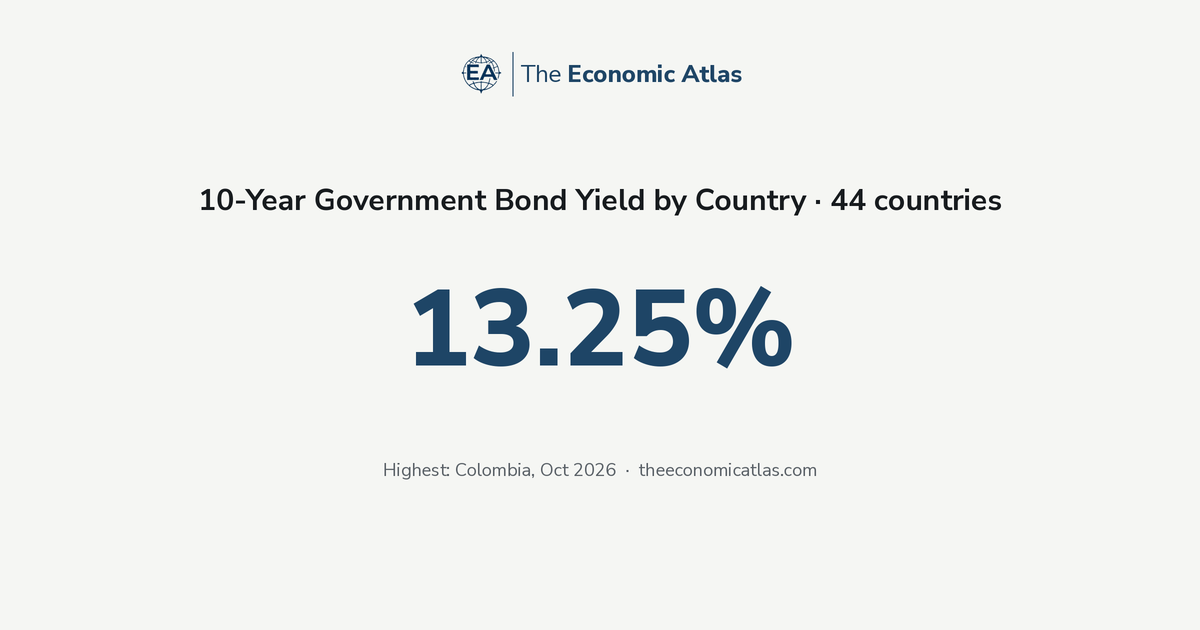 EA The Economic Atlas
10-Year Government Bond Yield by Country · 44 countries
13.25%
Highest: Colombia, Oct 2026 · theeconomicatlas.com